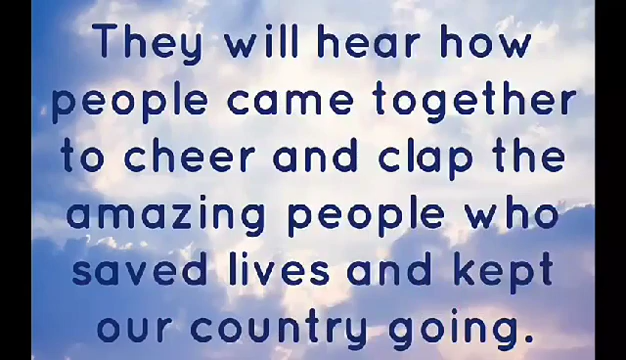 They will hear how
people came together
to cheer and clap the
amazing people who
saved lives and kept
our country going.